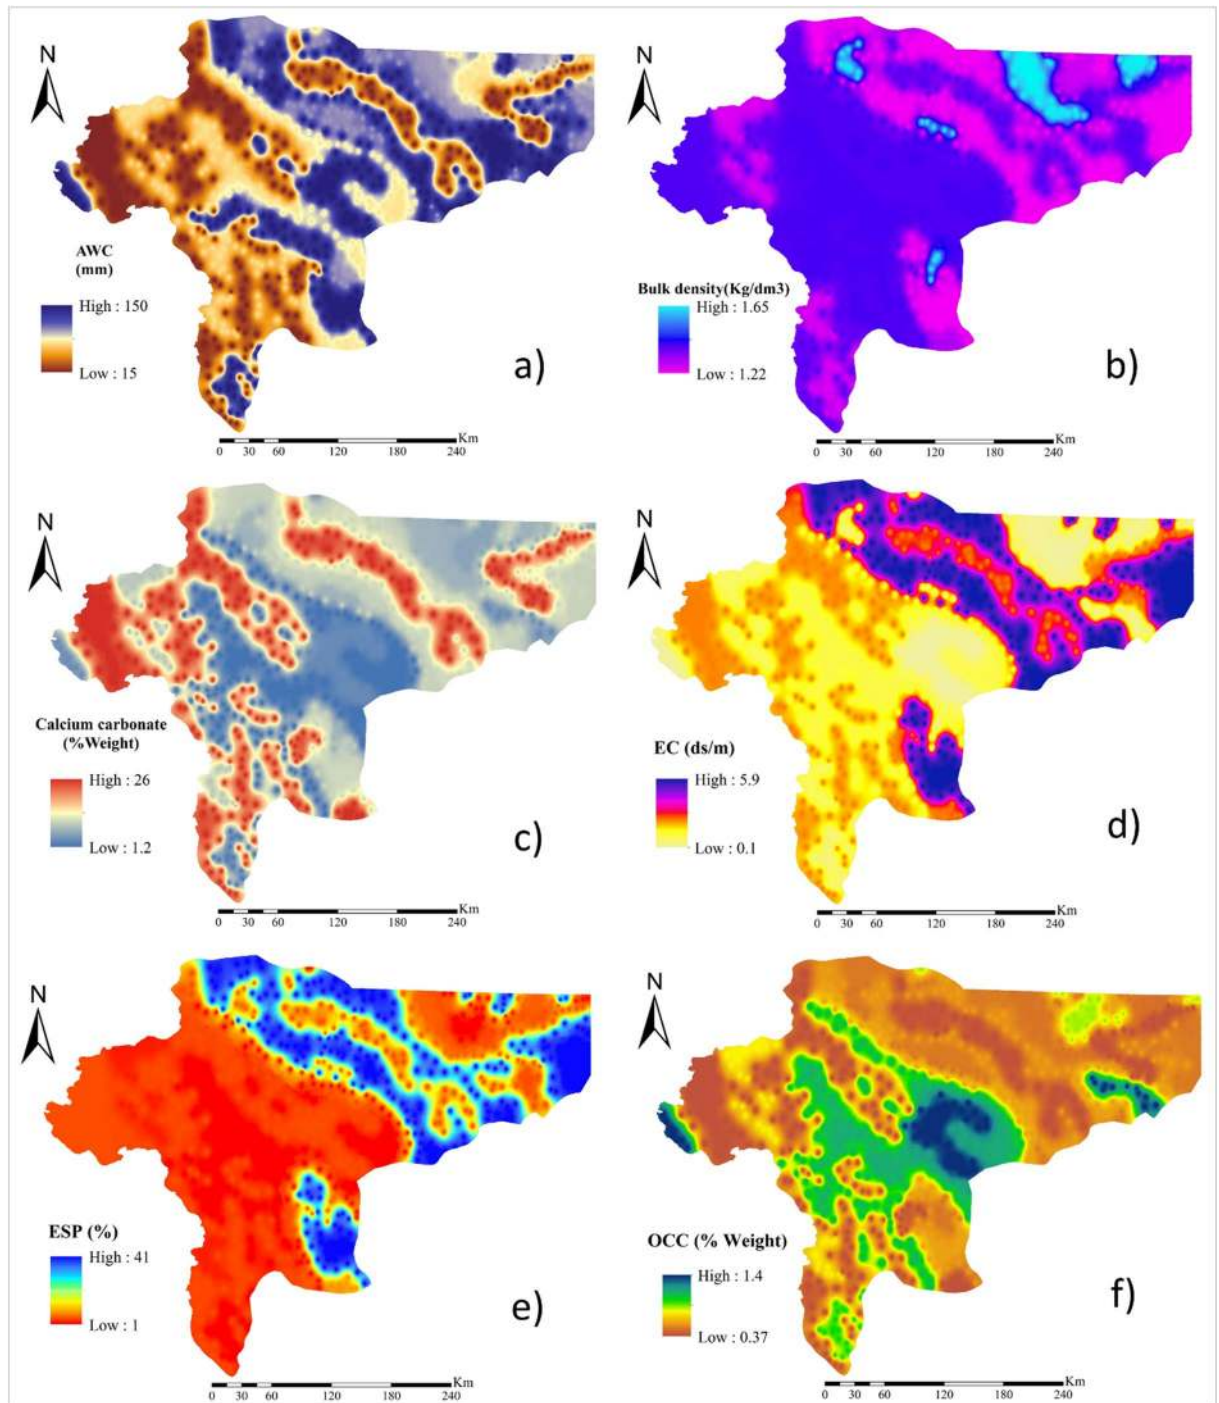 N
AWC
(mm)
High : 150
Low : 15
a)
Km
0 30 60 120 180 240
N
Bulk density(Kg/dm3)
High : 1.65
Low : 1.22
b)
Km
0 30 60 120 180 240
N
Calcium carbonate
(%Weight)
High : 26
Low : 1.2
c)
Km
0 30 60 120 180 240
N
EC (ds/m)
High : 5.9
Low : 0.1
d)
Km
0 30 60 120 180 240
N
ESP (%)
High : 41
Low : 1
e)
Km
0 30 60 120 180 240
N
OCC (% Weight)
High : 1.4
Low : 0.37
f)
Km
0 30 60 120 180 240